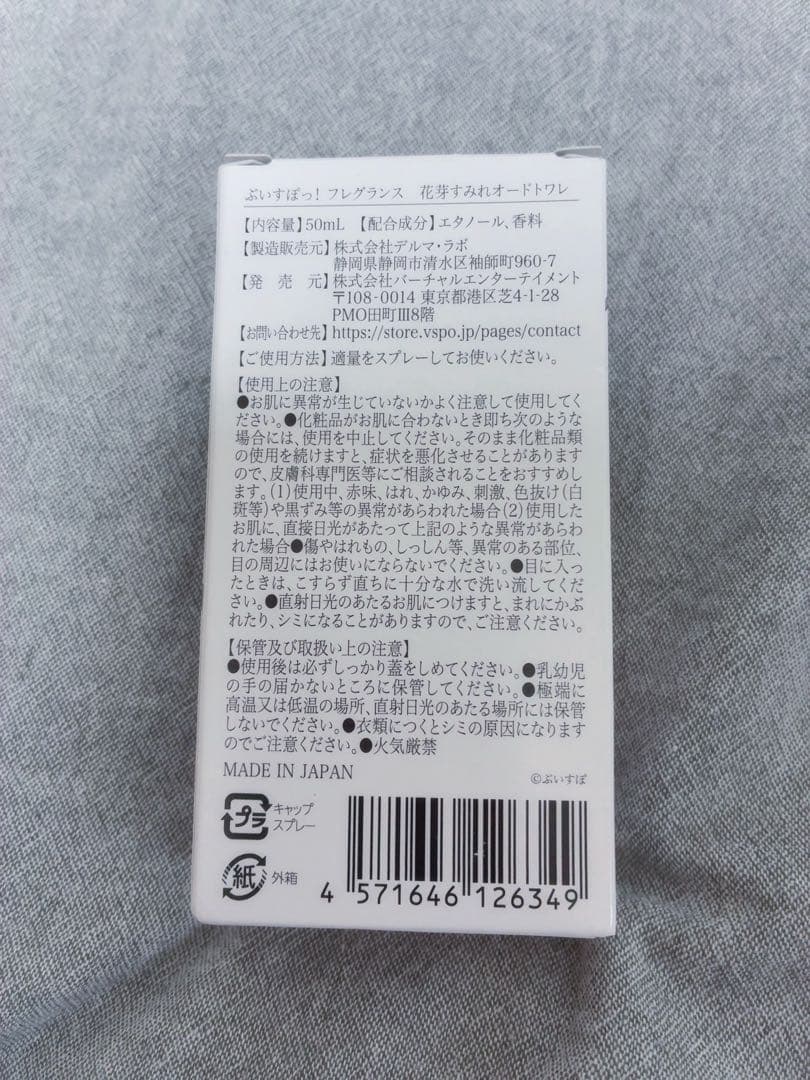 ぶいすぽっ！フレグランス　花芽すみれオードトワレ
【内容量】50mL　【配合成分】エタノール、香料
【製造販売元】株式会社デルマ・ラボ
静岡県静岡市清水区袖師町960-7
【発　売　元】株式会社バーチャルエンターテイメント
〒108-0014 東京都港区芝4-1-28
PMO田町Ⅲ8階
【お問い合わせ先】https://store.vspo.jp/pages/contact
【ご使用方法】適量をスプレーしてお使いください。
【使用上の注意】
●お肌に異常が生じていないかよく注意して使用してく
ださい。●化粧品がお肌に合わないとき即ち次のような
場合には、使用を中止してください。そのまま化粧品類
の使用を続けますと、症状を悪化させることがあります
ので、皮膚科専門医等にご相談されることをおすすめし
ます。(1)使用中、赤味、はれ、かゆみ、刺激、色抜け(白
斑等)や黒ずみ等の異常があらわれた場合(2)使用した
お肌に、直接日光があたって上記のような異常があらわ
れた場合●傷やはれもの、しっしん等、異常のある部位、
目の周辺にはお使いにならないでください。●目に入っ
たときは、こすらず直ちに十分な水で洗い流してくだ
さい。●直射日光のあたるお肌につけますと、まれにかぶ
れたり、シミになることがありますので、ご注意ください。
【保管及び取扱い上の注意】
●使用後は必ずしっかり蓋をしめてください。●乳幼児
の手の届かないところに保管してください。●極端に
高温又は低温の場所、直射日光のあたる場所には保管
しないでください。●衣類につくとシミの原因になります
のでご注意ください。●火気厳禁
MADE IN JAPAN
©ぶいすぽ
プラ キャップ
スプレー
紙 外箱
4 571646 126349